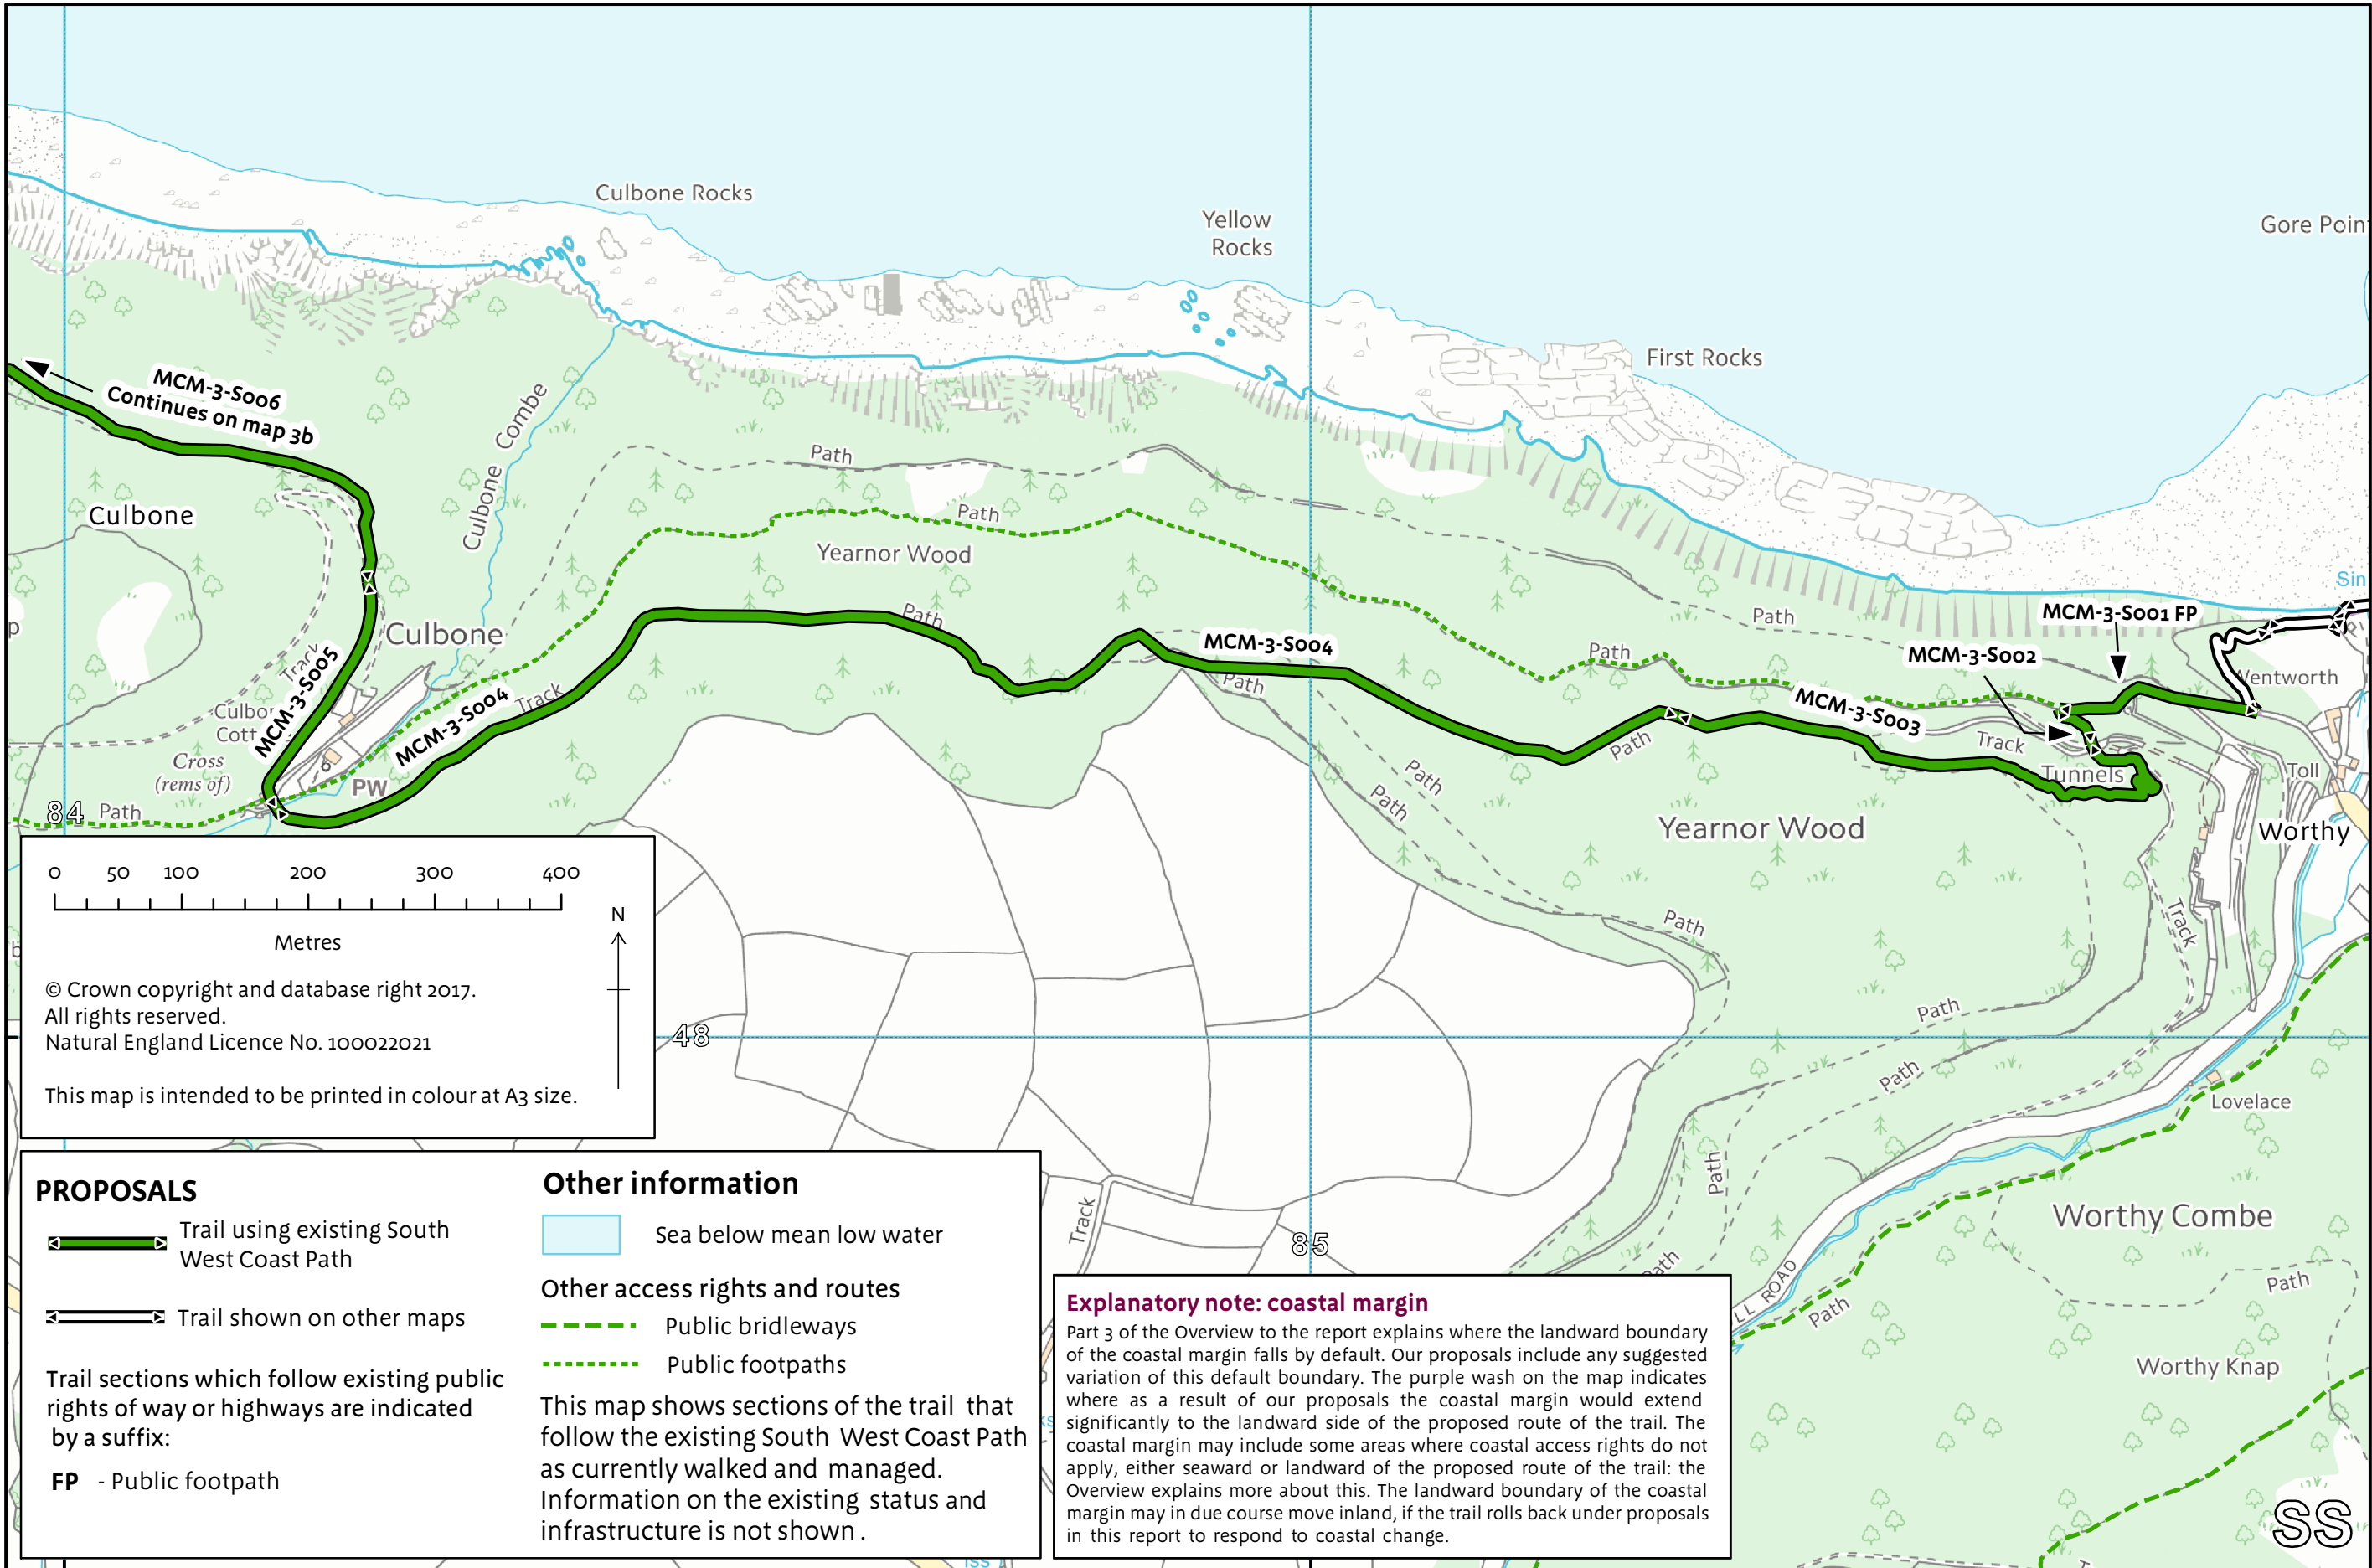 Culbone Rocks
Yellow
Rocks
Gore Poin
First Rocks
MCM-3-S006
Continues on map 3b
Culbone Combe
Path
Path
Culbone
Yearnor Wood
Sin
Path
MCM-3-S001 FP
Culbone
Path
MCM-3-S004
Path
MCM-3-S002
p
Track
MCM-3-S005
Path
Wentworth
MCM-3-S004
Track
MCM-3-S003
Culbo
Cott
Path
Track
Cross
(rems of)
PW
Path
Tunnels
Toll
84
Path
Path
Yearnor Wood
Worthy
0 50 100 200 300 400
Metres
N
© Crown copyright and database right 2017.
All rights reserved.
Natural England Licence No. 100022021
This map is intended to be printed in colour at A3 size.
b
Path
Track
48
Path
Path
Lovelace
Path
Track
85
Worthy Combe
Path
Path
LL ROAD
Path
Worthy Knap
PROPOSALS
Trail using existing South
West Coast Path
Trail shown on other maps
Trail sections which follow existing public
rights of way or highways are indicated
by a suffix:
FP - Public footpath
Other information
Sea below mean low water
Other access rights and routes
Public bridleways
Public footpaths
This map shows sections of the trail that
follow the existing South West Coast Path
as currently walked and managed.
Information on the existing status and
infrastructure is not shown .
Explanatory note: coastal margin
Part 3 of the Overview to the report explains where the landward boundary
of the coastal margin falls by default. Our proposals include any suggested
variation of this default boundary. The purple wash on the map indicates
where as a result of our proposals the coastal margin would extend
significantly to the landward side of the proposed route of the trail. The
coastal margin may include some areas where coastal access rights do not
apply, either seaward or landward of the proposed route of the trail: the
Overview explains more about this. The landward boundary of the coastal
margin may in due course move inland, if the trail rolls back under proposals
in this report to respond to coastal change.
SS